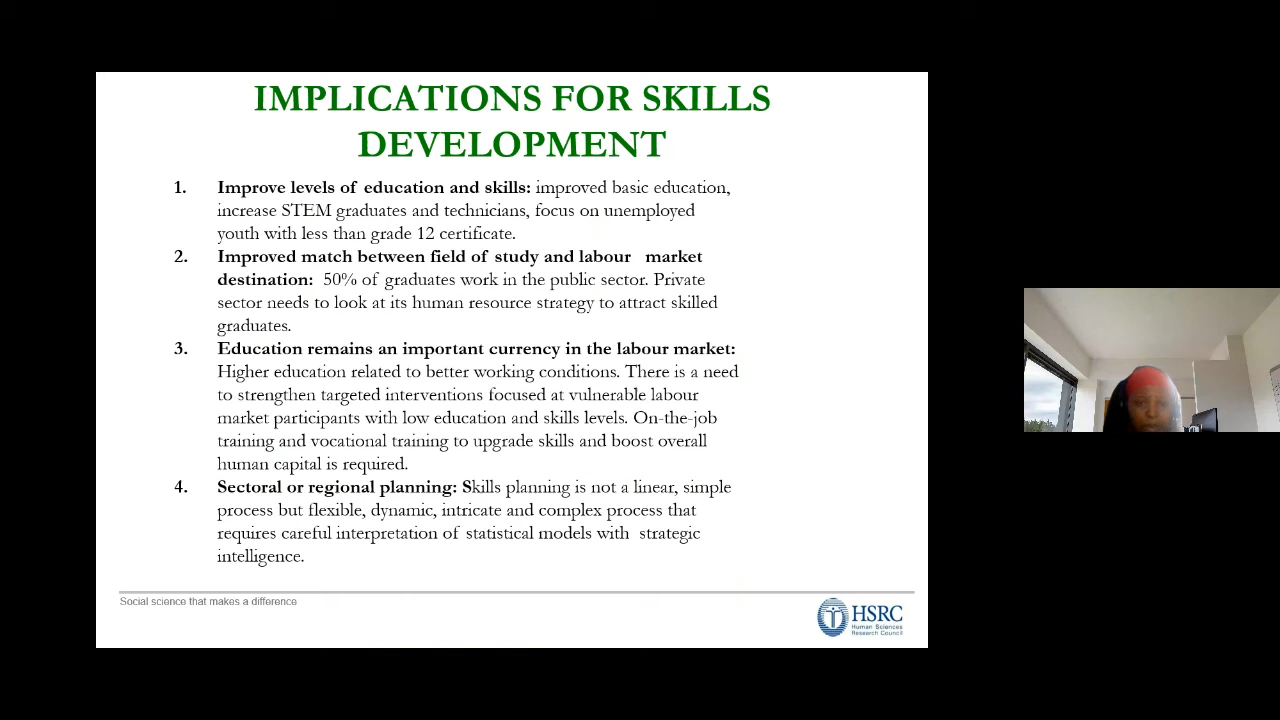 IMPLICATIONS FOR SKILLS
DEVELOPMENT
1. Improve levels of education and skills: improved basic education,
increase STEM graduates and technicians, focus on unemployed
youth with less than grade 12 certificate.
2. Improved match between field of study and labour market
destination: 50% of graduates work in the public sector. Private
sector needs to look at its human resource strategy to attract skilled
graduates.
3. Education remains an important currency in the labour market:
Higher education related to better working conditions. There is a need
to strengthen targeted interventions focused at vulnerable labour
market participants with low education and skills levels. On-the-job
training and vocational training to upgrade skills and boost overall
human capital is required.
4. Sectoral or regional planning: Skills planning is not a linear, simple
process but flexible, dynamic, intricate and complex process that
requires careful interpretation of statistical models with strategic
intelligence.
Social science that makes a difference
HSRC
Human Sciences
Research Council